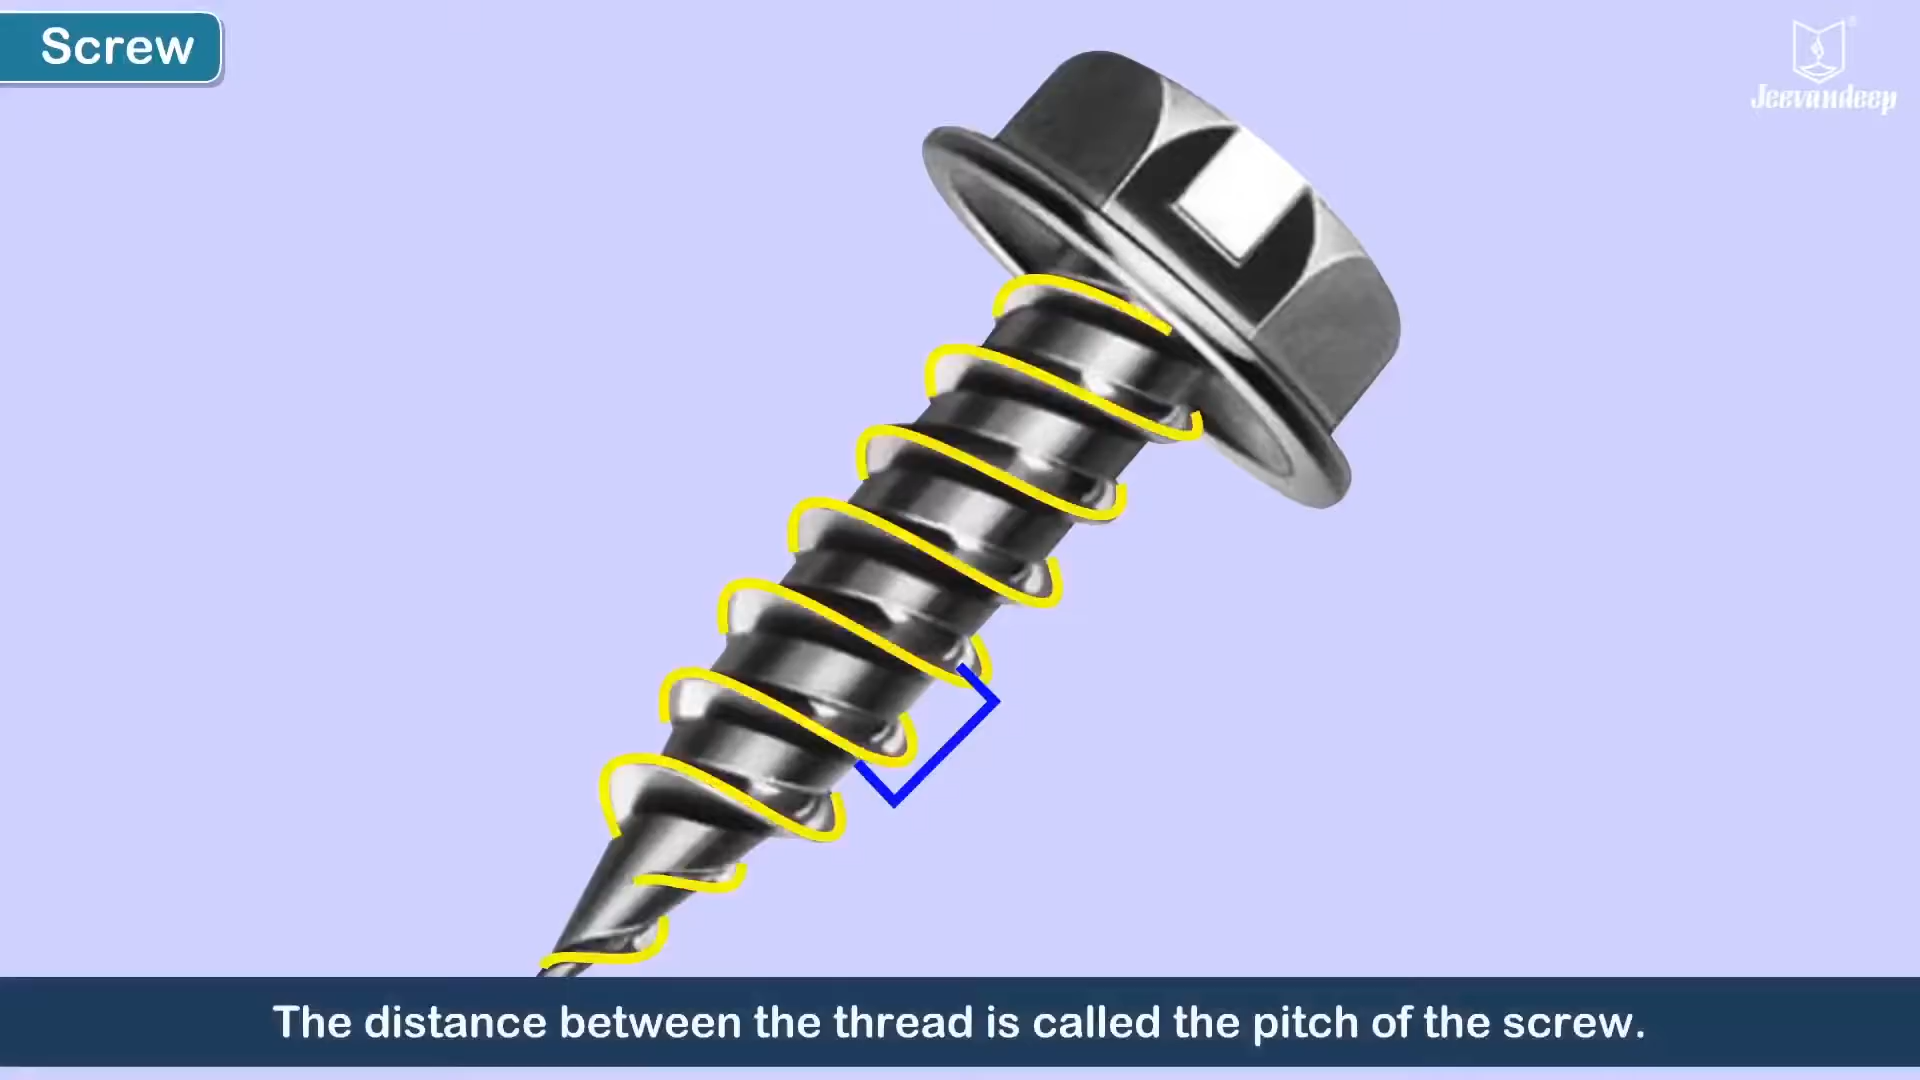 Screw
Jeevandeep
The distance between the thread is called the pitch of the screw.